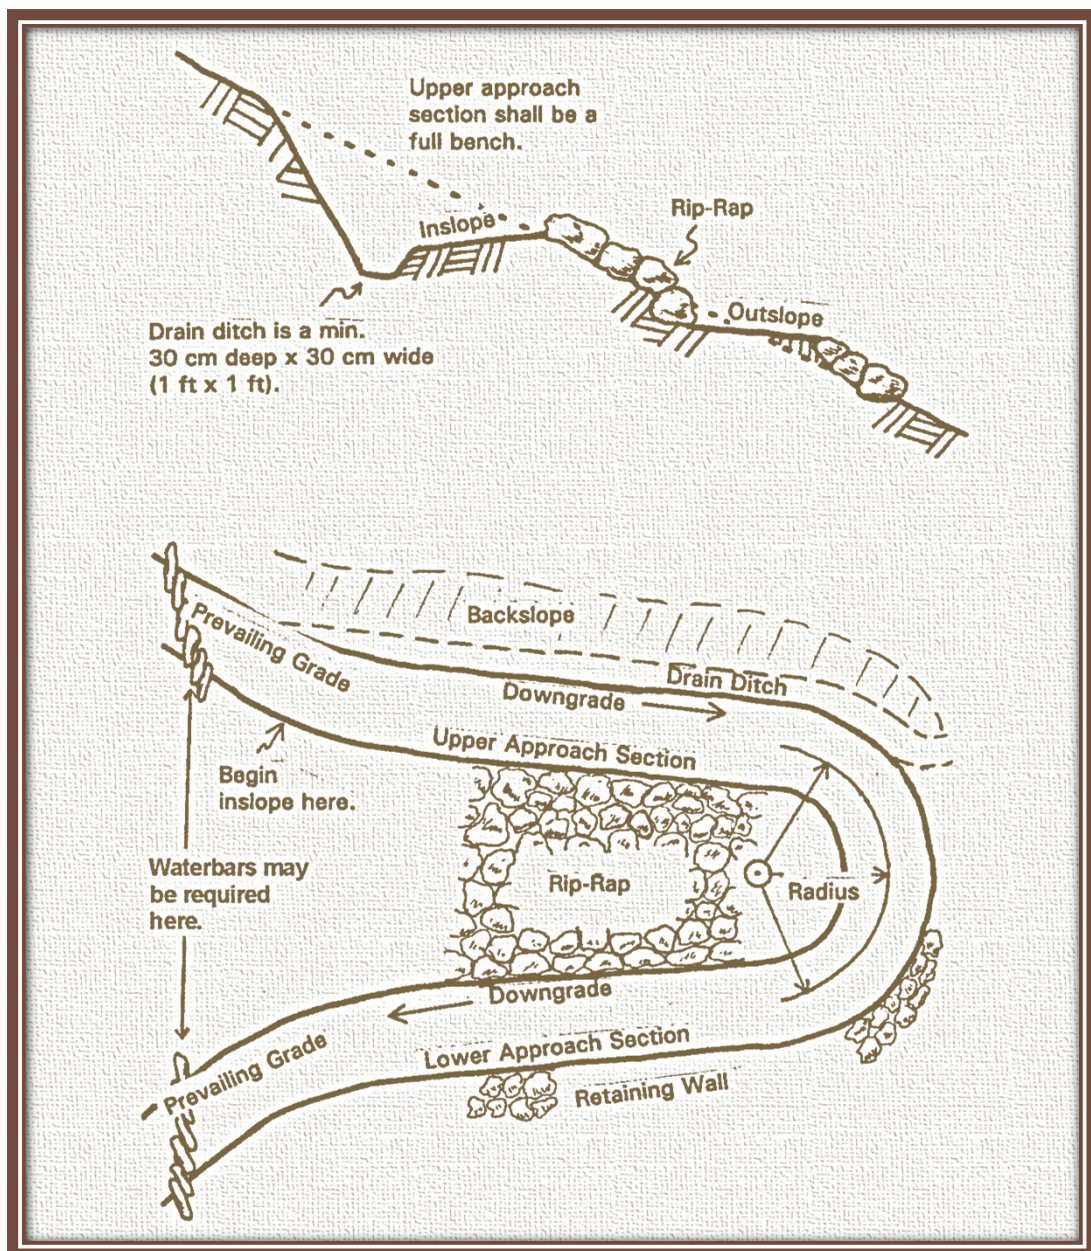 Upper approach
section shall be a
full bench.
Rip-Rap
Inslope
Outslope
Drain ditch is a min.
30 cm deep x 30 cm wide
(1 ft x 1 ft).
Backslope
Prevailing Grade
Drain Ditch
Downgrade
Upper Approach Section
Begin
inslope here.
Waterbars may
be required
here.
Rip-Rap
Radius
Downgrade
Lower Approach Section
Prevailing Grade
Retaining Wall